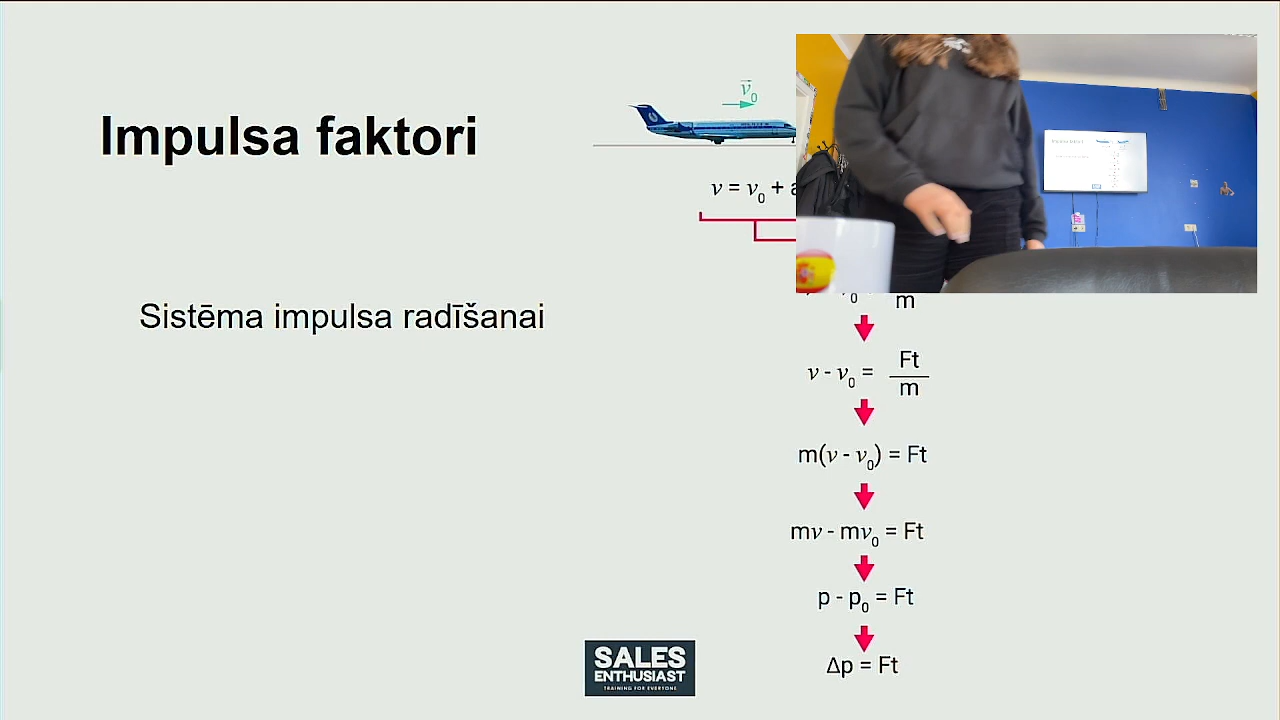 Impulsa faktori
v⃗0
v = v0 +
Sistēma impulsa radīšanai
m
v - v0 = Ft/m
m(v - v0) = Ft
mv - mv0 = Ft
p - p0 = Ft
Δp = Ft
SALES
ENTHUSIAST
TRAINING FOR EVERYONE